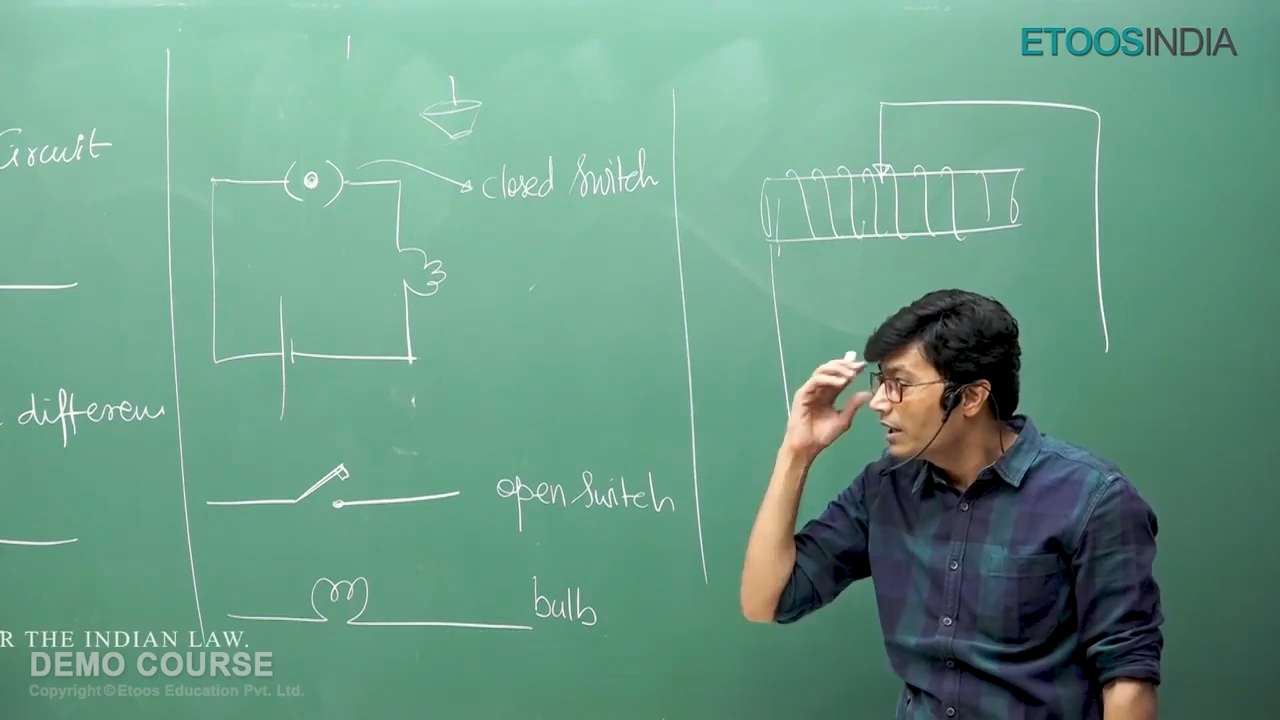 ETOOSINDIA
Circuit
closed switch
differen
open switch
bulb
R THE INDIAN LAW.
DEMO COURSE
Copyright © Etoos Education Pvt. Ltd.